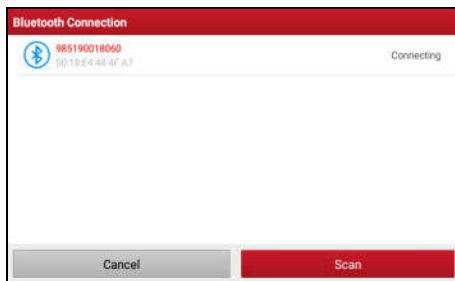 Bluetooth Connection
985190018060
00:18:E4:48:4F:A7
Connecting
Cancel
Scan